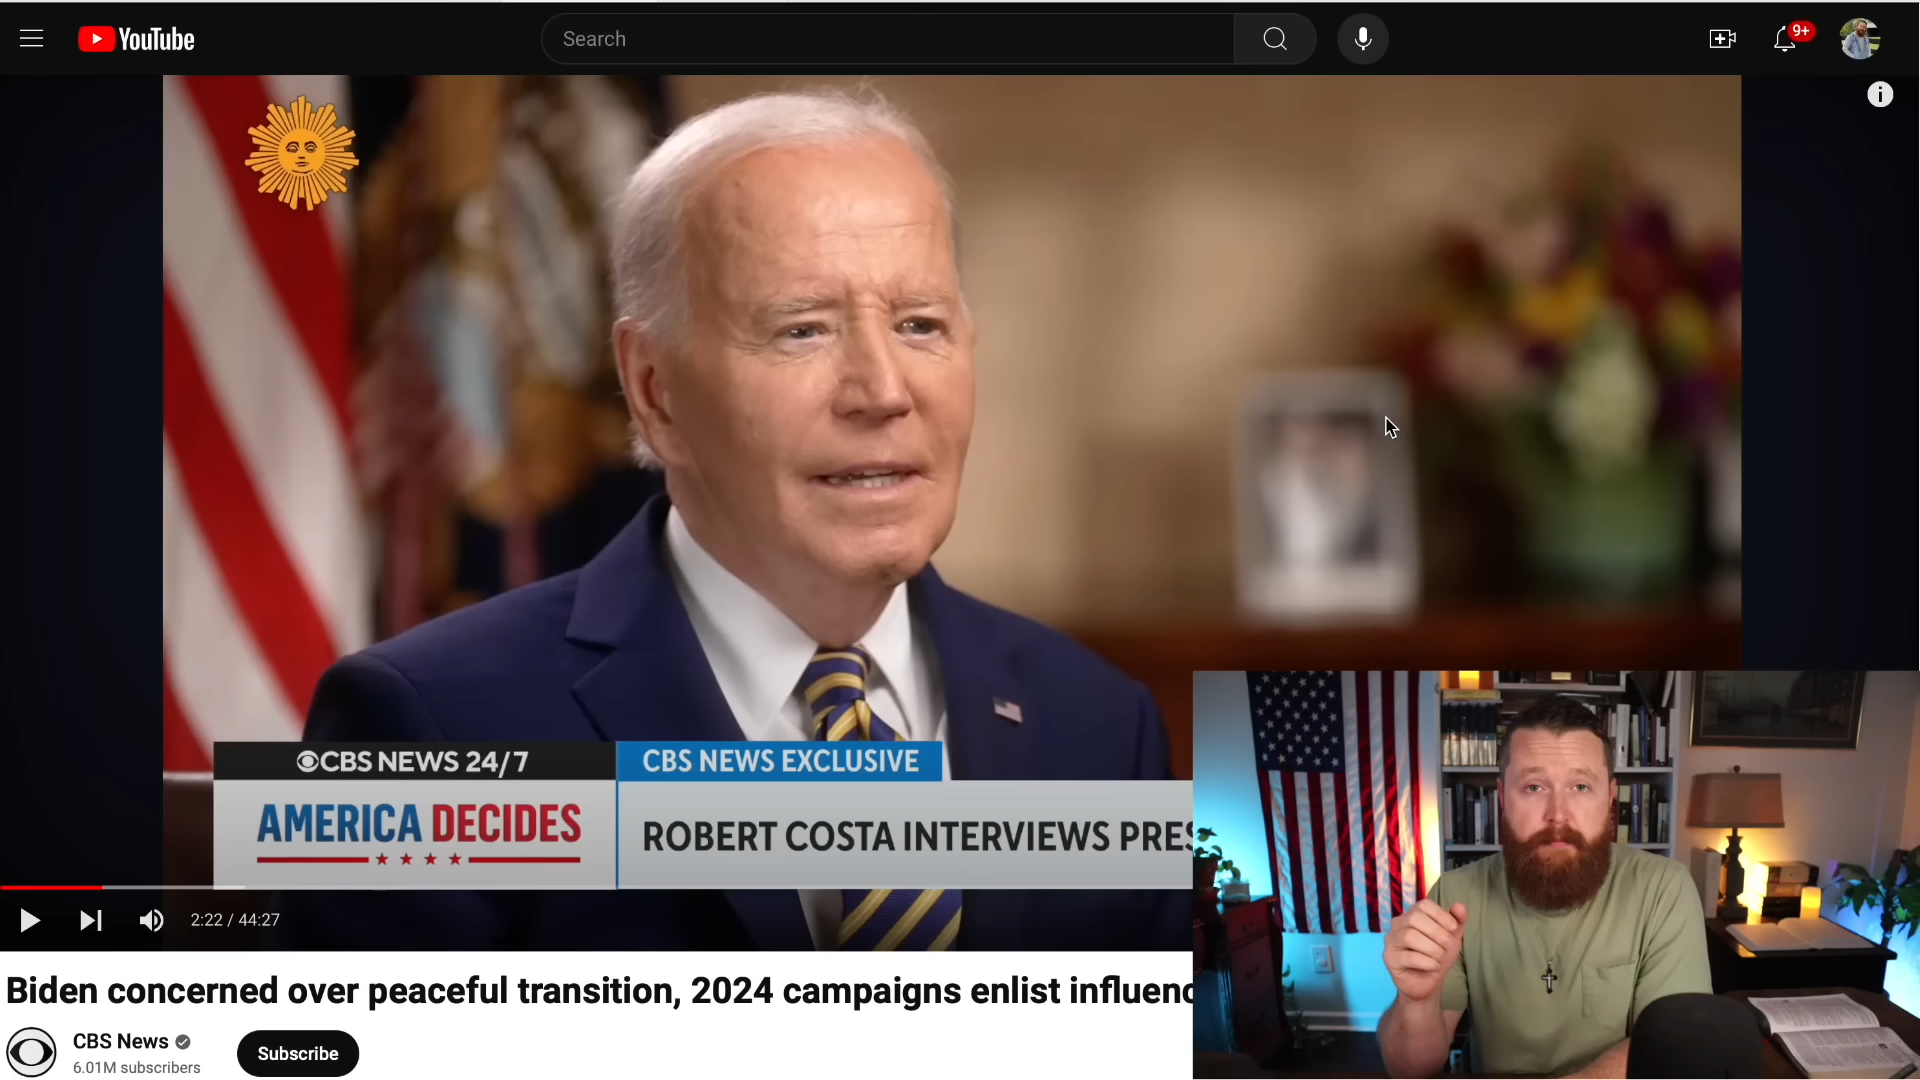 YouTube
Search
9+
CBS NEWS 24/7
CBS NEWS EXCLUSIVE
AMERICA DECIDES
ROBERT COSTA INTERVIEWS PRES
2:22 / 44:27
Biden concerned over peaceful transition, 2024 campaigns enlist influenc
CBS News
6.01M subscribers
Subscribe